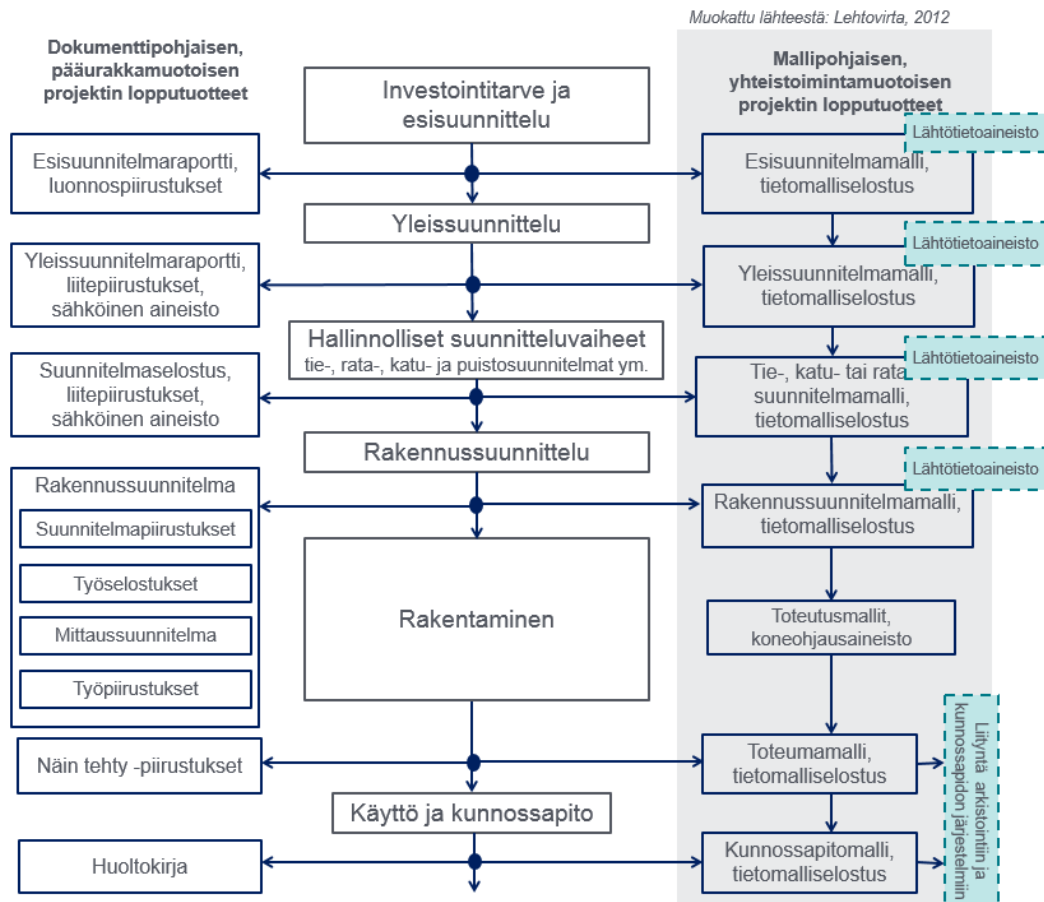 Muokattu lähteestä: Lehtovirta, 2012
Dokumenttipohjaisen,
pääurakkamuotoisen
projektin lopputuotteet
Mallipohjaisen,
yhteistoimintamuotoisen
projektin lopputuotteet
Investointitarve ja
esisuunnittelu
Lähtötietoaineisto
Esisuunnitelmaraportti,
luonnospiirustukset
Esisuunnitelmamalli,
tietomalliselostus
Yleissuunnittelu
Lähtötietoaineisto
Yleissuunnitelmaraportti,
liitepiirustukset,
sähköinen aineisto
Yleissuunnitelmamalli,
tietomalliselostus
Hallinnolliset suunnitteluvaiheet
tie-, rata-, katu- ja puistosuunnitelmat ym.
Lähtötietoaineisto
Suunnitelmaselostus,
liitepiirustukset,
sähköinen aineisto
Tie-, katu- tai rata
suunnitelmamalli,
tietomalliselostus
Rakennussuunnittelu
Lähtötietoaineisto
Rakennussuunnitelma
Suunnitelmapiirustukset
Työselostukset
Mittaussuunnitelma
Työpiirustukset
Rakennussuunnitelmamalli,
tietomalliselostus
Rakentaminen
Toteutusmallit,
koneohjausaineisto
Näin tehty -piirustukset
Toteumamalli,
tietomalliselostus
Liityntä arkistointiin ja
kunnossapidon järjestelmiin
Käyttö ja kunnossapito
Huoltokirja
Kunnossapitomalli,
tietomalliselostus